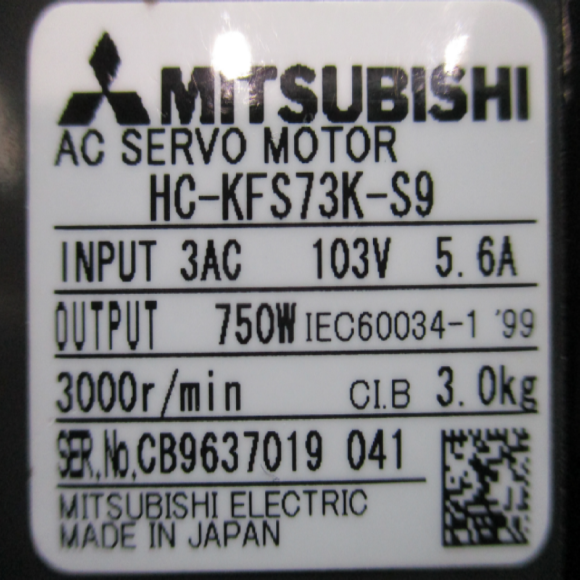 MITSUBISHI
AC SERVO MOTOR
HC-KFS73K-S9
INPUT 3AC 103V 5.6A
OUTPUT 750W IEC60034-1 '99
3000r/min CI.B 3.0kg
SER.No.CB9637019 041
MITSUBISHI ELECTRIC
MADE IN JAPAN